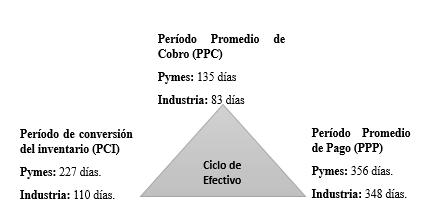 Período Promedio de
Cobro (PPC)
Pymes: 135 días
Industria: 83 días
Período de conversión
del inventario (PCI)
Pymes: 227 días.
Industria: 110 días.
Ciclo de
Efectivo
Período Promedio
de Pago (PPP)
Pymes: 356 días.
Industria: 348 días.